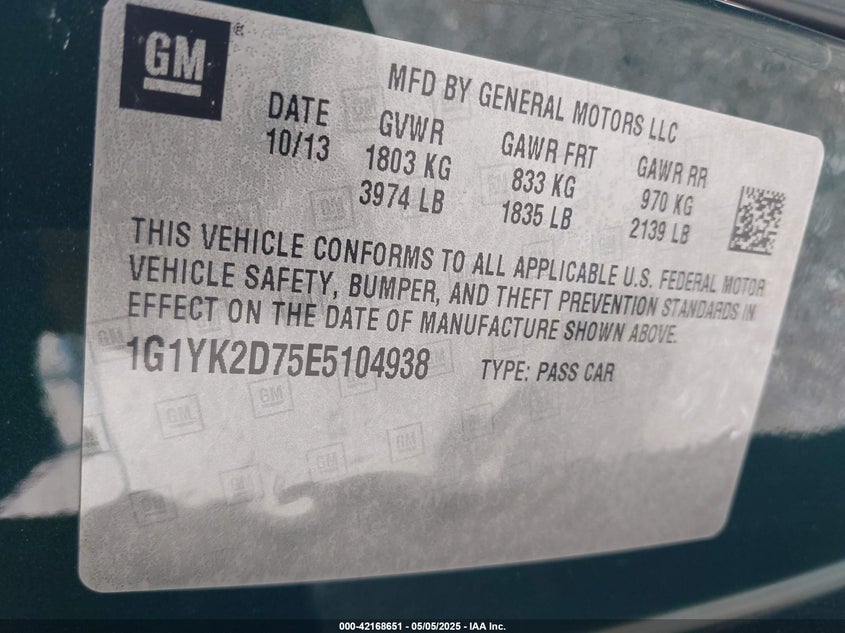 GM®
MFD BY GENERAL MOTORS LLC
DATE GVWR GAWR FRT GAWR RR
10/13 1803 KG 833 KG 970 KG
3974 LB 1835 LB 2139 LB
THIS VEHICLE CONFORMS TO ALL APPLICABLE U.S. FEDERAL MOTOR
VEHICLE SAFETY, BUMPER, AND THEFT PREVENTION STANDARDS IN
EFFECT ON THE DATE OF MANUFACTURE SHOWN ABOVE.
1G1YK2D75E5104938 TYPE: PASS CAR
000-42168651 - 05/05/2025 - IAA Inc.